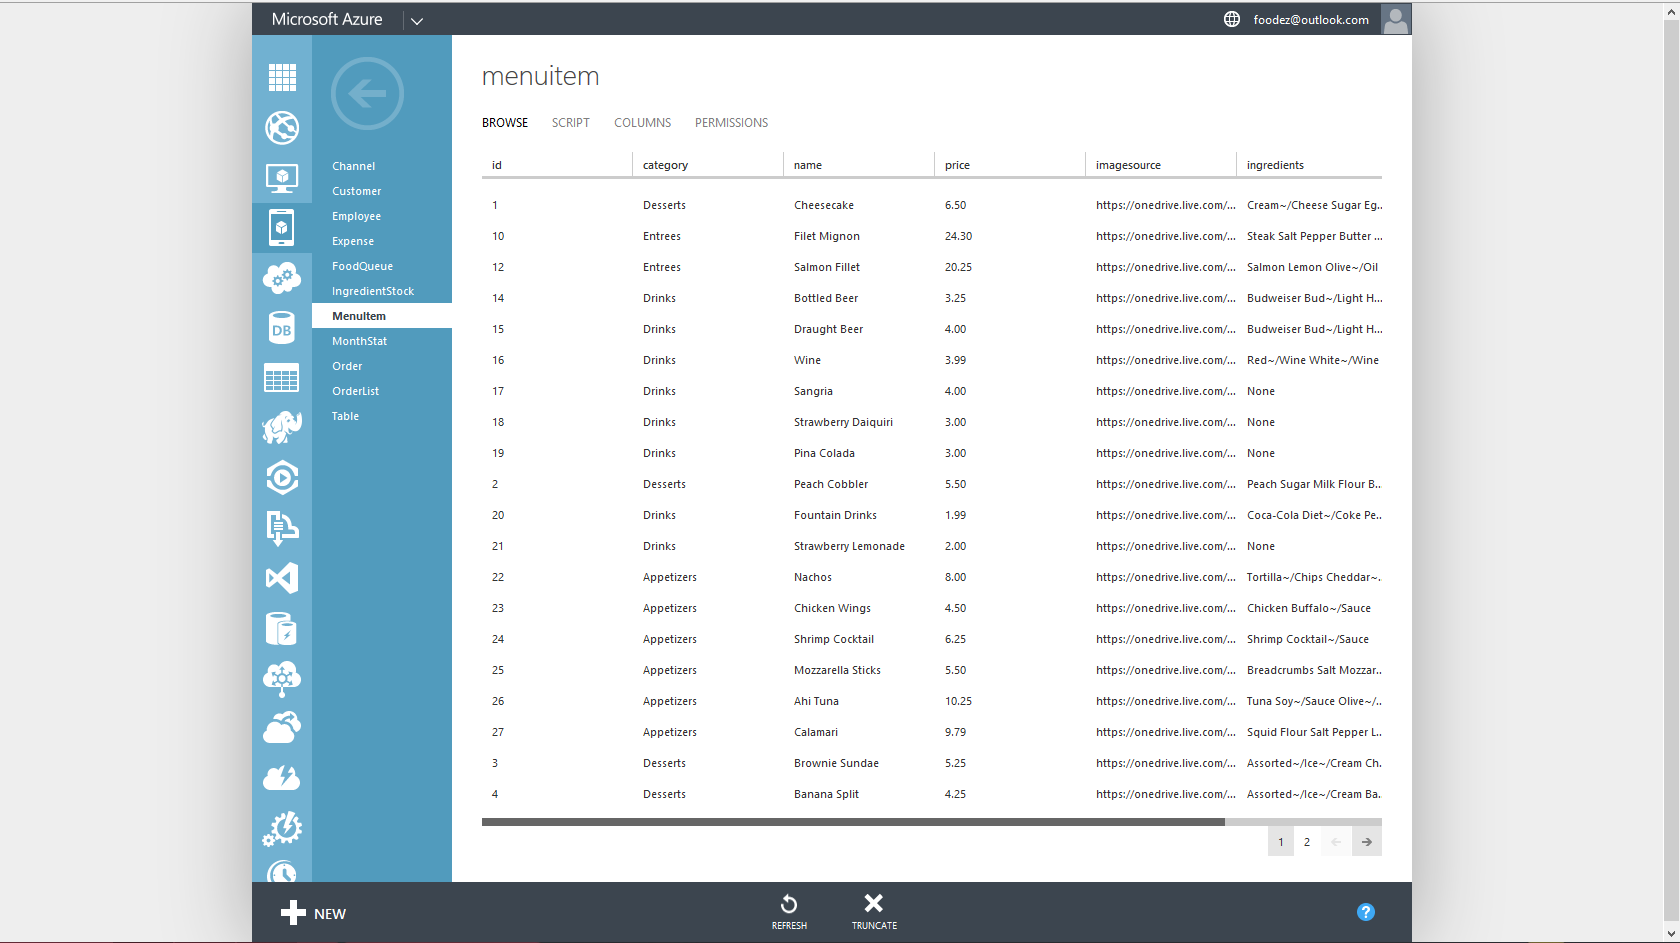 Microsoft Azure
foodez@outlook.com
Channel
Customer
Employee
Expense
FoodQueue
IngredientStock
MenuItem
MonthStat
Order
OrderList
Table
DB
menuitem
BROWSE SCRIPT COLUMNS PERMISSIONS
id category name price imagesource ingredients
1 Desserts Cheesecake 6.50 https://onedrive.live.com/... Cream~/Cheese Sugar Eg..
10 Entrees Filet Mignon 24.30 https://onedrive.live.com/... Steak Salt Pepper Butter ...
12 Entrees Salmon Fillet 20.25 https://onedrive.live.com/... Salmon Lemon Olive~/Oil
14 Drinks Bottled Beer 3.25 https://onedrive.live.com/... Budweiser Bud~/Light H...
15 Drinks Draught Beer 4.00 https://onedrive.live.com/... Budweiser Bud~/Light H...
16 Drinks Wine 3.99 https://onedrive.live.com/... Red~/Wine White~/Wine
17 Drinks Sangria 4.00 https://onedrive.live.com/... None
18 Drinks Strawberry Daiquiri 3.00 https://onedrive.live.com/... None
19 Drinks Pina Colada 3.00 https://onedrive.live.com/... None
2 Desserts Peach Cobbler 5.50 https://onedrive.live.com/... Peach Sugar Milk Flour B..
20 Drinks Fountain Drinks 1.99 https://onedrive.live.com/... Coca-Cola Diet~/Coke Pe..
21 Drinks Strawberry Lemonade 2.00 https://onedrive.live.com/... None
22 Appetizers Nachos 8.00 https://onedrive.live.com/... Tortilla~/Chips Cheddar~.
23 Appetizers Chicken Wings 4.50 https://onedrive.live.com/... Chicken Buffalo~/Sauce
24 Appetizers Shrimp Cocktail 6.25 https://onedrive.live.com/... Shrimp Cocktail~/Sauce
25 Appetizers Mozzarella Sticks 5.50 https://onedrive.live.com/... Breadcrumbs Salt Mozzar..
26 Appetizers Ahi Tuna 10.25 https://onedrive.live.com/... Tuna Soy~/Sauce Olive~/..
27 Appetizers Calamari 9.79 https://onedrive.live.com/... Squid Flour Salt Pepper L...
3 Desserts Brownie Sundae 5.25 https://onedrive.live.com/... Assorted~/Ice~/Cream Ch.
4 Desserts Banana Split 4.25 https://onedrive.live.com/... Assorted~/Ice~/Cream Ba.
1 2
NEW
REFRESH TRUNCATE
?